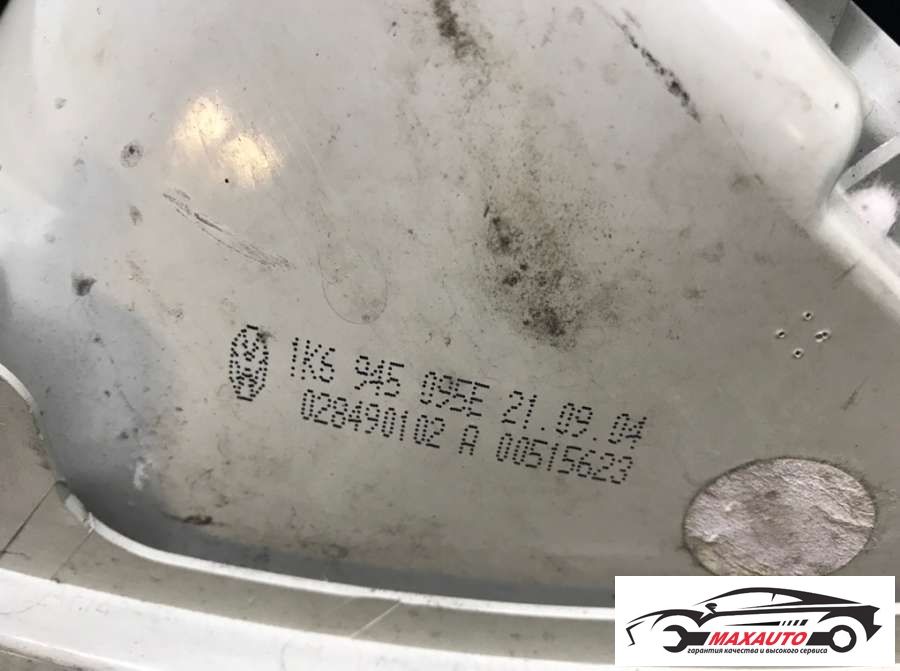 1K6 945 095E 21.09.04
028490102 A 00515623
MAXAUTO
гарантия качества и высокого сервиса